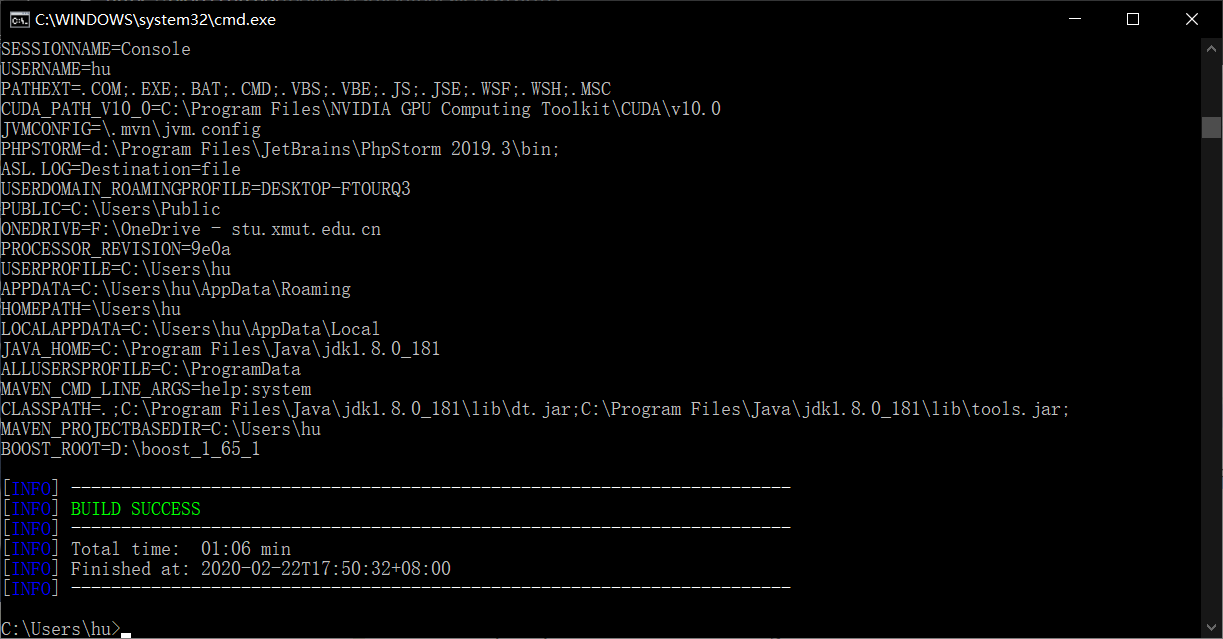 C:\WINDOWS\system32\cmd.exe
SESSIONNAME=Console
USERNAME=hu
PATHEXT=.COM;.EXE;.BAT;.CMD;.VBS;.VBE;.JS;.JSE;.WSF;.WSH;.MSC
CUDA_PATH_V10_0=C:\Program Files\NVIDIA GPU Computing Toolkit\CUDA\v10.0
JVMCONFIG=\.mvn\jvm.config
PHPSTORM=d:\Program Files\JetBrains\PhpStorm 2019.3\bin;
ASL.LOG=Destination=file
USERDOMAIN_ROAMINGPROFILE=DESKTOP-FTOURQ3
PUBLIC=C:\Users\Public
ONEDRIVE=F:\OneDrive - stu.xmut.edu.cn
PROCESSOR_REVISION=9e0a
USERPROFILE=C:\Users\hu
APPDATA=C:\Users\hu\AppData\Roaming
HOMEPATH=\Users\hu
LOCALAPPDATA=C:\Users\hu\AppData\Local
JAVA_HOME=C:\Program Files\Java\jdk1.8.0_181
ALLUSERSPROFILE=C:\ProgramData
MAVEN_CMD_LINE_ARGS=help:system
CLASSPATH=.;C:\Program Files\Java\jdk1.8.0_181\lib\dt.jar;C:\Program Files\Java\jdk1.8.0_181\lib\tools.jar;
MAVEN_PROJECTBASEDIR=C:\Users\hu
BOOST_ROOT=D:\boost_1_65_1
[INFO] ------------------------------------------------------------------------
[INFO] BUILD SUCCESS
[INFO] ------------------------------------------------------------------------
[INFO] Total time:  01:06 min
[INFO] Finished at: 2020-02-22T17:50:32+08:00
[INFO] ------------------------------------------------------------------------
C:\Users\hu>